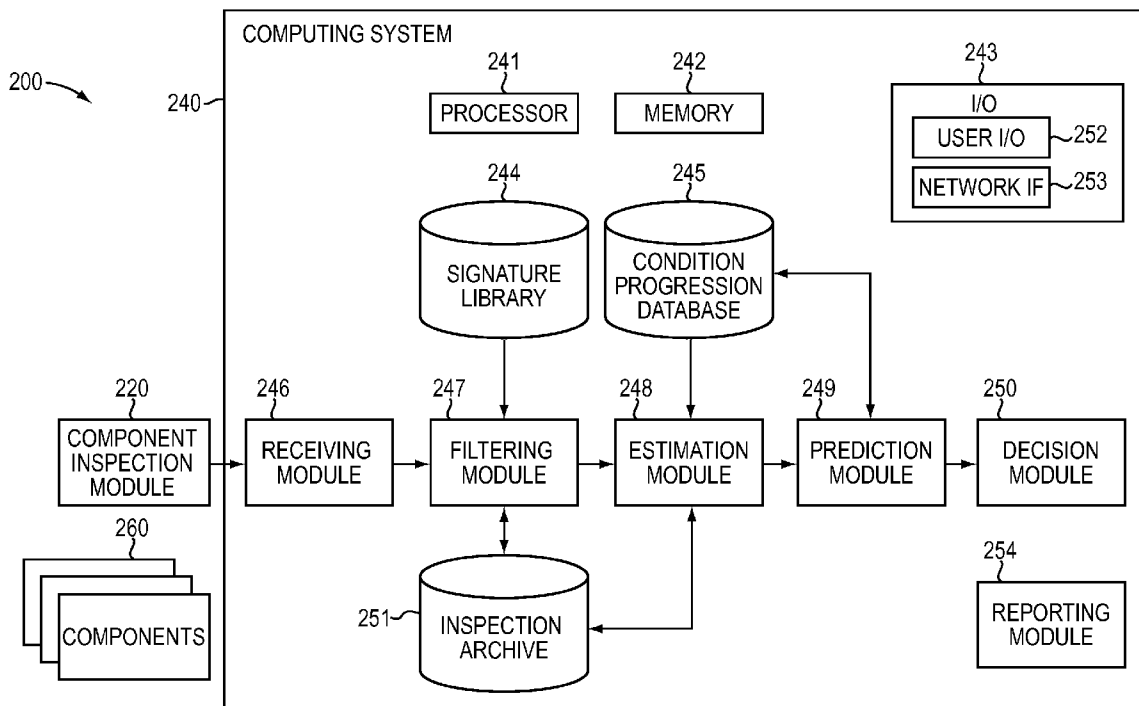 COMPUTING SYSTEM
200
240
241
PROCESSOR
242
MEMORY
243
I/O
USER I/O
252
NETWORK IF
253
244
SIGNATURE
LIBRARY
245
CONDITION
PROGRESSION
DATABASE
220
COMPONENT
INSPECTION
MODULE
246
RECEIVING
MODULE
247
FILTERING
MODULE
248
ESTIMATION
MODULE
249
PREDICTION
MODULE
250
DECISION
MODULE
260
COMPONENTS
251
INSPECTION
ARCHIVE
254
REPORTING
MODULE